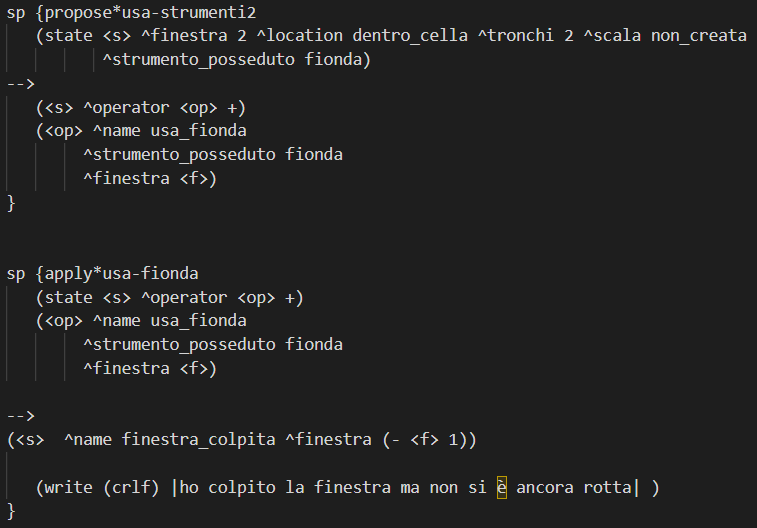 sp {propose*usa-strumenti2
(state <s> ^finestra 2 ^location dentro_cella ^tronchi 2 ^scala non_creata
^strumento_posseduto fionda)
-->
(<s> ^operator <op> +)
(<op> ^name usa_fionda
^strumento_posseduto fionda
^finestra <f>)
}
sp {apply*usa-fionda
(state <s> ^operator <op> +)
(<op> ^name usa_fionda
^strumento_posseduto fionda
^finestra <f>)
-->
(<s>  ^name finestra_colpita ^finestra (- <f> 1))
(write (crlf) |ho colpito la finestra ma non si è ancora rotta| )
}